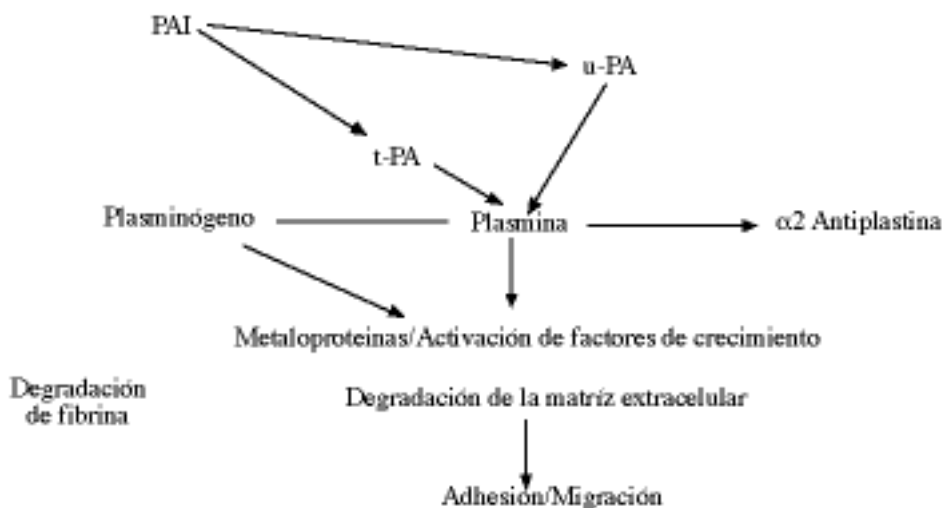 PAI
u-PA
t-PA
Plasminógeno
Plasmina
α2 Antiplastina
Metaloproteinas/Activación de factores de crecimiento
Degradación
de fibrina
Degradación de la matríz extracelular
Adhesión/Migración